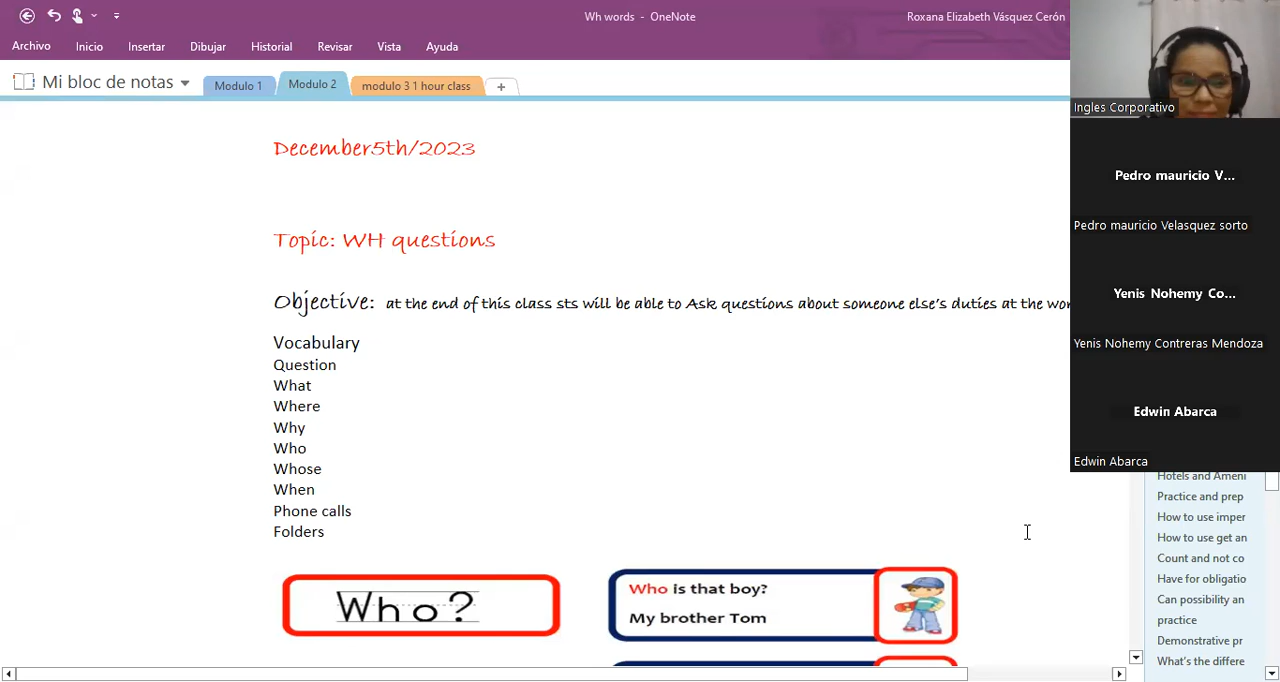 Wh words - OneNote
Roxana Elizabeth Vásquez Cerón
Archivo Inicio Insertar Dibujar Historial Revisar Vista Ayuda
Mi bloc de notas
Modulo 1
Modulo 2
modulo 3 1 hour class
+
December5th/2023
Topic: WH questions
Objective: at the end of this class sts will be able to Ask questions about someone else's duties at the wor
Vocabulary
Question
What
Where
Why
Who
Whose
When
Phone calls
Folders
Who?
Who is that boy?
My brother Tom
Ingles Corporativo
Pedro mauricio V...
Pedro mauricio Velasquez sorto
Yenis Nohemy Co...
Yenis Nohemy Contreras Mendoza
Edwin Abarca
Edwin Abarca
Hotels and Ameni
Practice and prep
How to use imper
How to use get an
Count and not co
Have for obligatio
Can possibility an
practice
Demonstrative pr
What's the differe